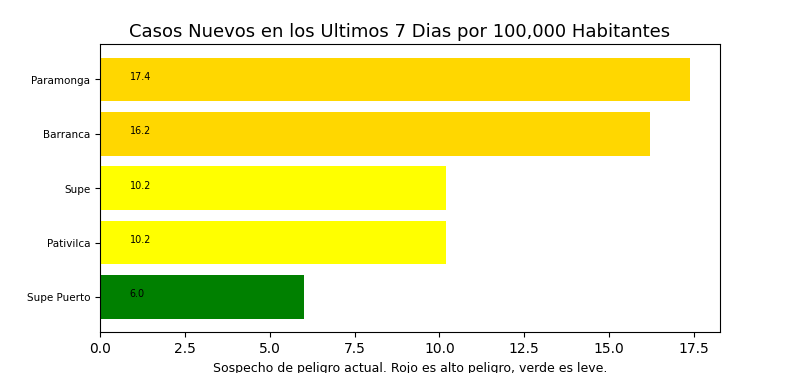 Casos Nuevos en los Ultimos 7 Dias por 100,000 Habitantes
Paramonga 17.4
Barranca 16.2
Supe 10.2
Pativilca 10.2
Supe Puerto 6.0
0.0 2.5 5.0 7.5 10.0 12.5 15.0 17.5
Sospecho de peligro actual. Rojo es alto peligro, verde es leve.